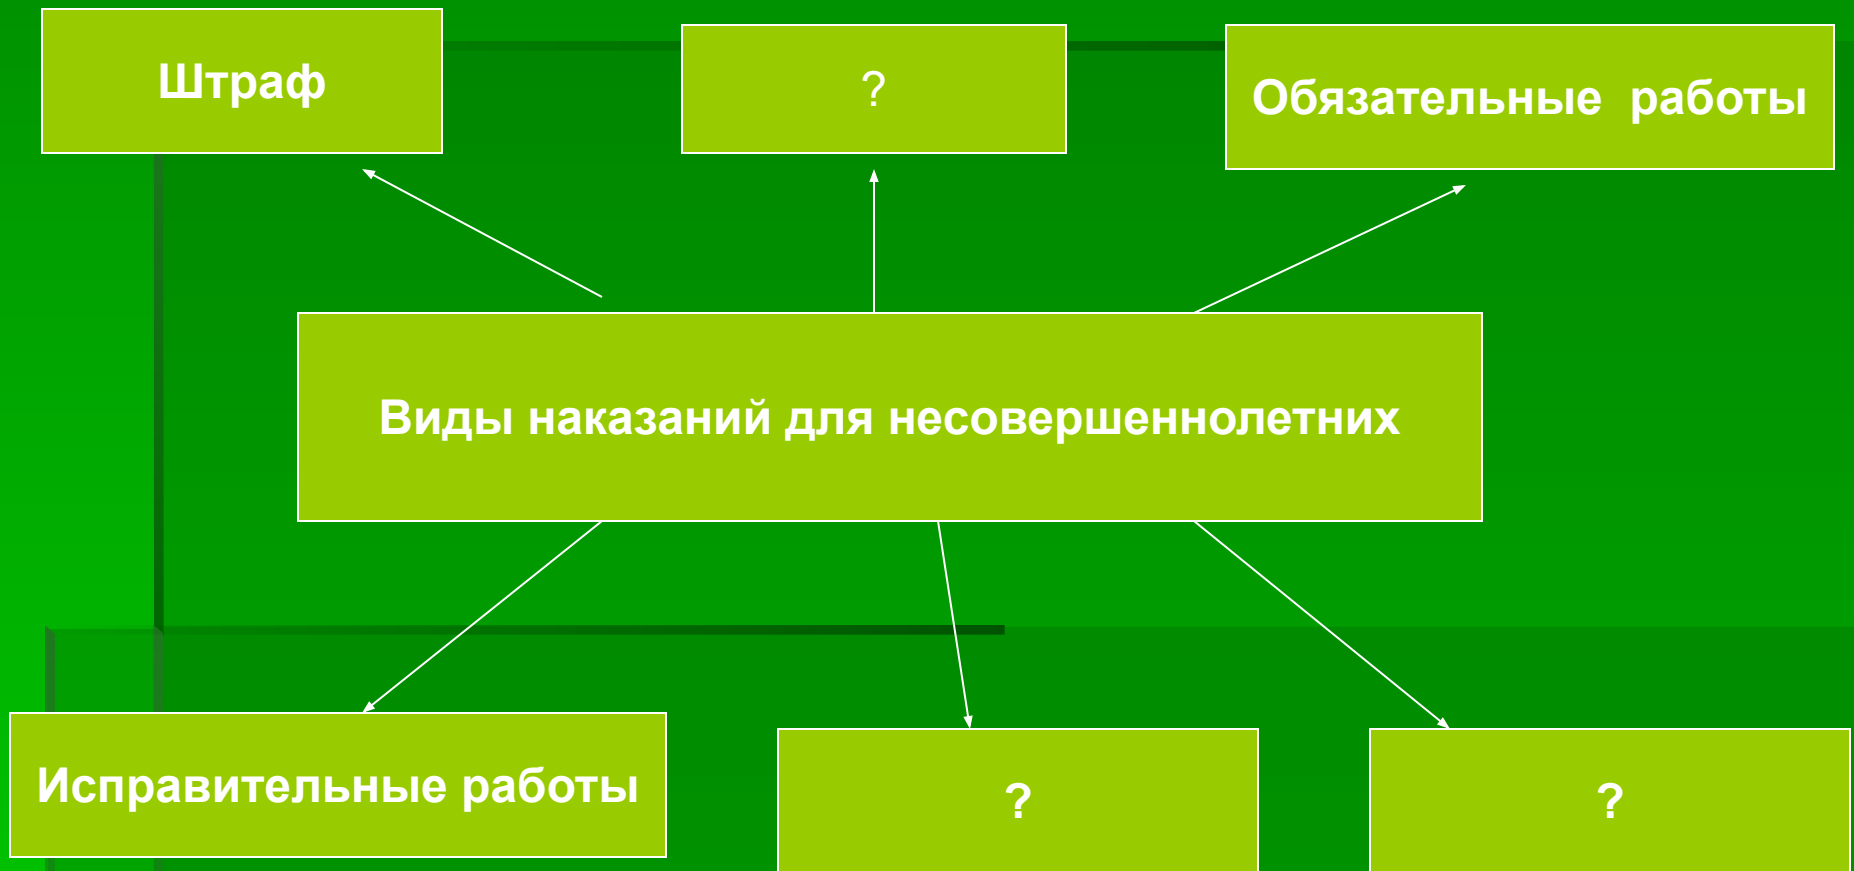 Штраф
?
Обязательные работы
Виды наказаний для несовершеннолетних
Исправительные работы
?
?